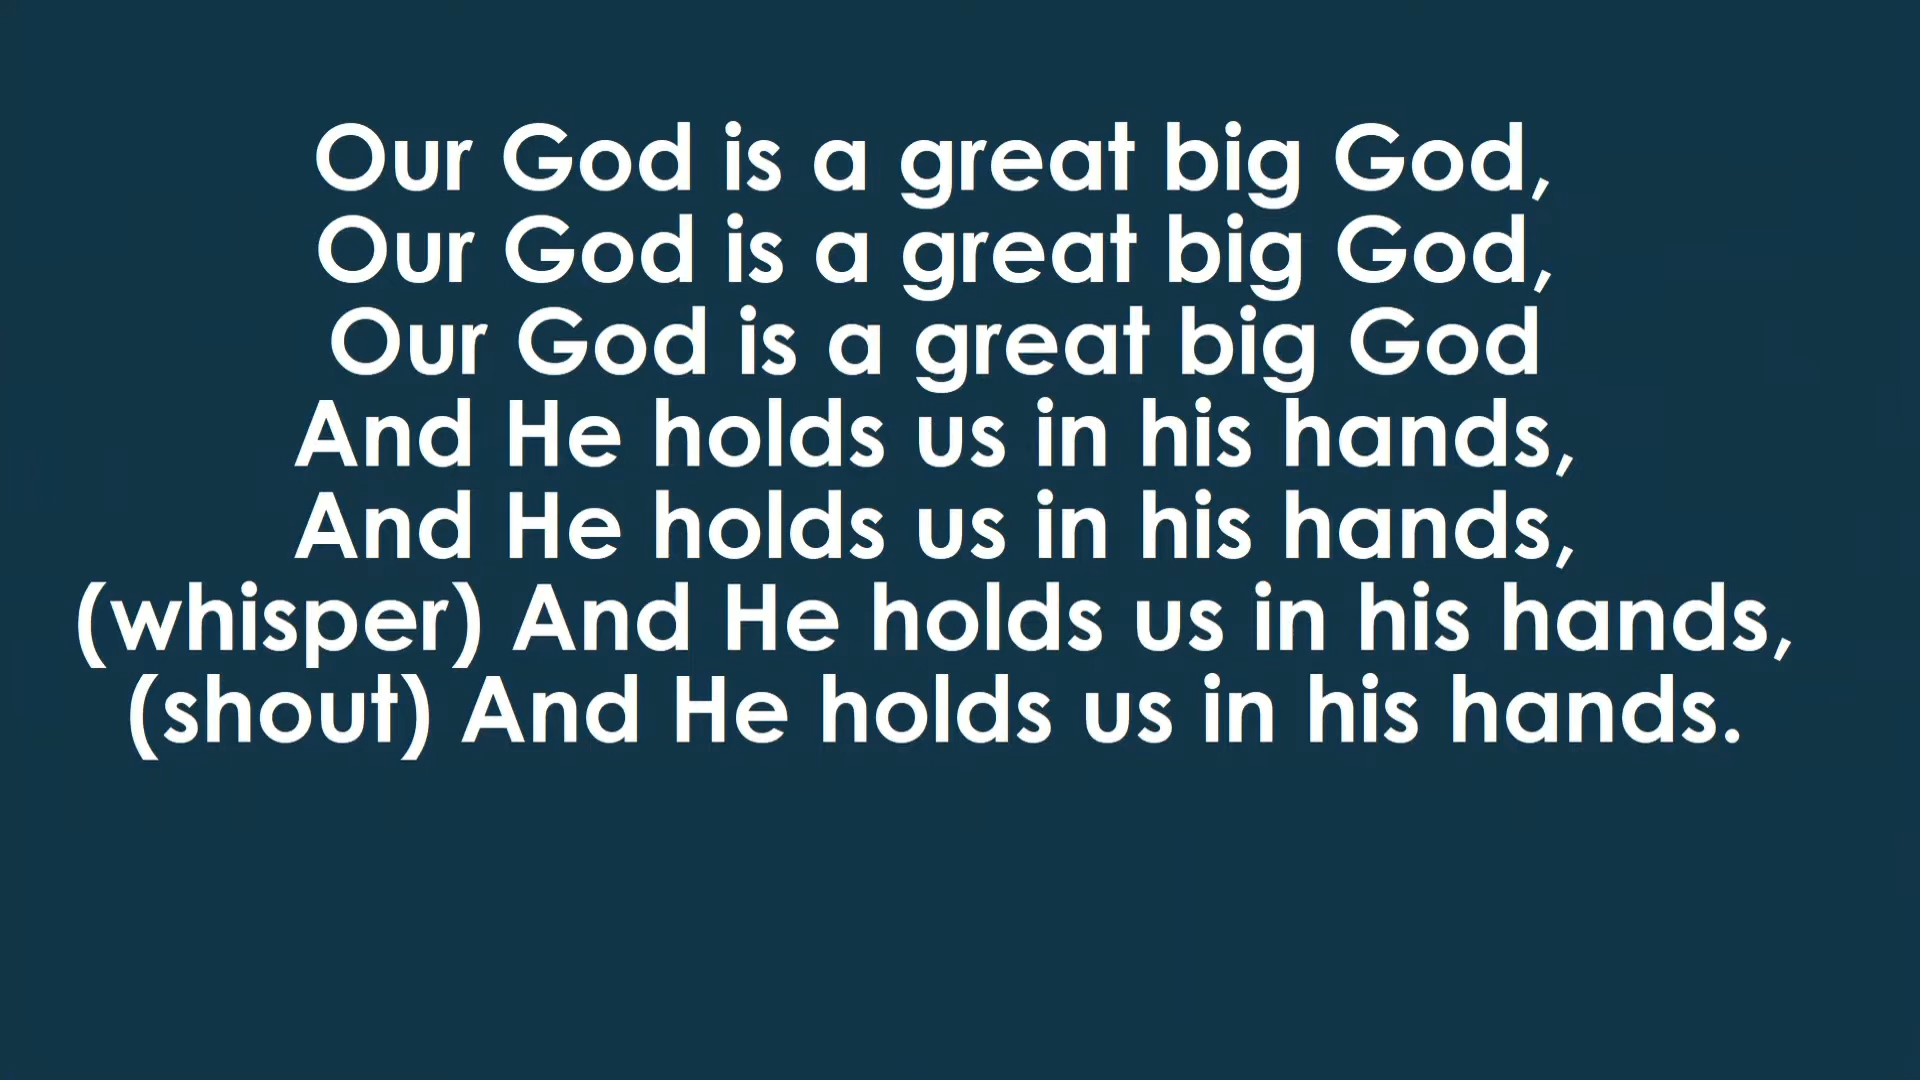 Our God is a great big God,
Our God is a great big God,
Our God is a great big God
And He holds us in his hands,
And He holds us in his hands,
(whisper) And He holds us in his hands,
(shout) And He holds us in his hands.